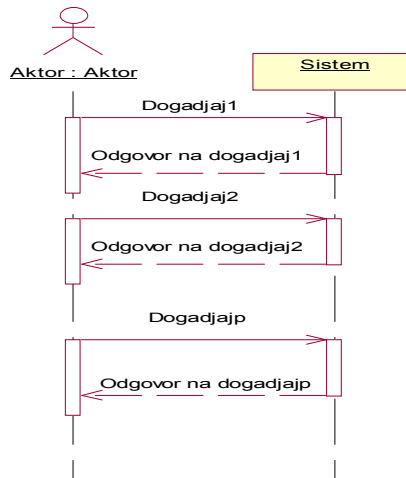 Aktor : Aktor
Sistem
Dogadjaj1
Odgovor na dogadjaj1
Dogadjaj2
Odgovor na dogadjaj2
Dogadjajp
Odgovor na dogadjajp